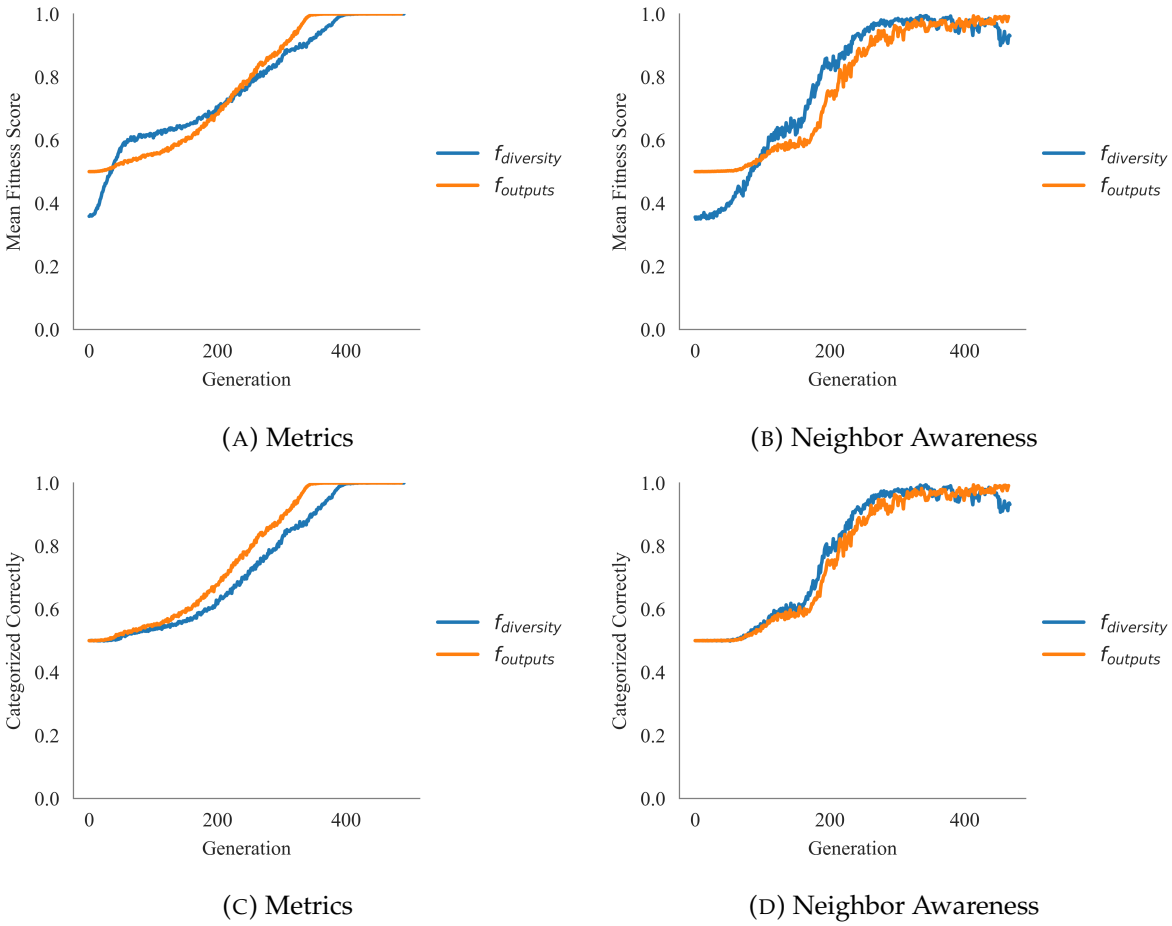 1.0
0.8
0.6
0.4
0.2
0.0
Mean Fitness Score
0
200
400
Generation
f_diversity
f_outputs
(A) Metrics
1.0
0.8
0.6
0.4
0.2
0.0
Mean Fitness Score
0
200
400
Generation
f_diversity
f_outputs
(B) Neighbor Awareness
1.0
0.8
0.6
0.4
0.2
0.0
Categorized Correctly
0
200
400
Generation
f_diversity
f_outputs
(C) Metrics
1.0
0.8
0.6
0.4
0.2
0.0
Categorized Correctly
0
200
400
Generation
f_diversity
f_outputs
(D) Neighbor Awareness